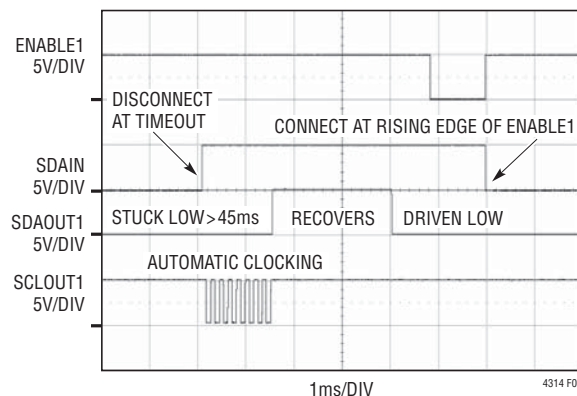 ENABLE1
5V/DIV
DISCONNECT
AT TIMEOUT
CONNECT AT RISING EDGE OF ENABLE1
SDAIN
5V/DIV
SDAOUT1
5V/DIV
STUCK LOW > 45ms
RECOVERS
DRIVEN LOW
AUTOMATIC CLOCKING
SCLOUT1
5V/DIV
1ms/DIV
4314 F0